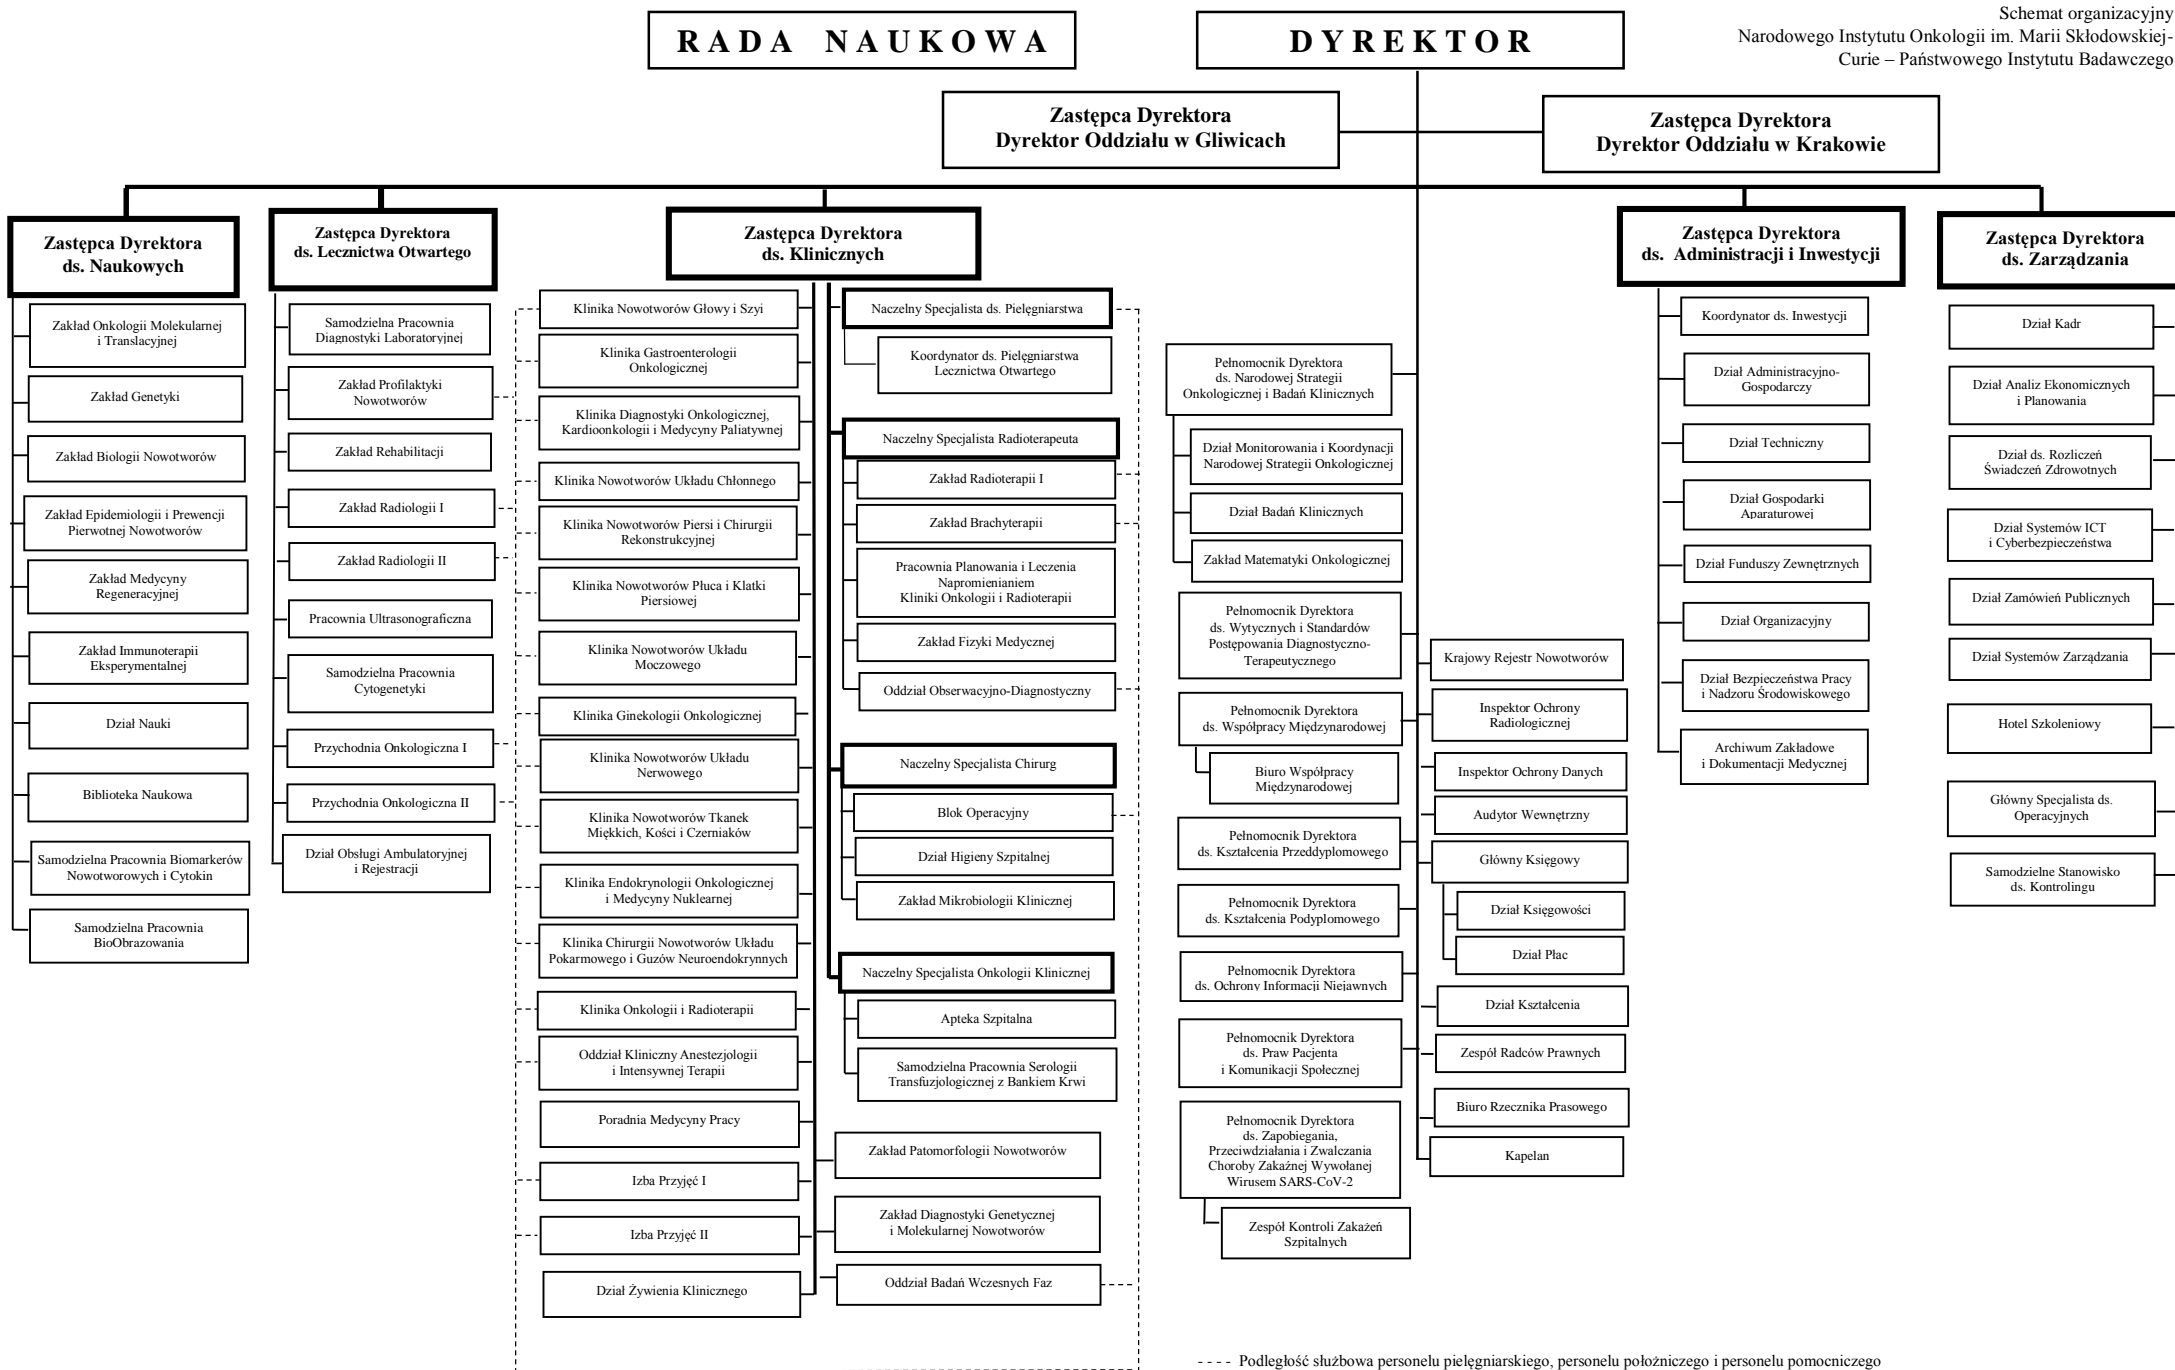 Schemat organizacyjny
Narodowego Instytutu Onkologii im. Marii Skłodowskiej-
Curie – Państwowego Instytutu Badawczego
RADA NAUKOWA
DYREKTOR
Zastępca Dyrektora
Dyrektor Oddziału w Gliwicach
Zastępca Dyrektora
Dyrektor Oddziału w Krakowie
Zastępca Dyrektora
ds. Naukowych
Zakład Onkologii Molekularnej
i Translacyjnej
Zakład Genetyki
Zakład Biologii Nowotworów
Zakład Epidemiologii i Prewencji
Pierwotnej Nowotworów
Zakład Medycyny
Regeneracyjnej
Zakład Immunoterapii
Eksperymentalnej
Dział Nauki
Biblioteka Naukowa
Samodzielna Pracownia Biomarkerów
Nowotworowych i Cytokin
Samodzielna Pracownia
BioObrazowania
Zastępca Dyrektora
ds. Lecznictwa Otwartego
Samodzielna Pracownia
Diagnostyki Laboratoryjnej
Zakład Profilaktyki
Nowotworów
Zakład Rehabilitacji
Zakład Radiologii I
Zakład Radiologii II
Pracownia Ultrasonograficzna
Samodzielna Pracownia
Cytogenetyki
Przychodnia Onkologiczna I
Przychodnia Onkologiczna II
Dział Obsługi Ambulatoryjnej
i Rejestracji
Zastępca Dyrektora
ds. Klinicznych
Klinika Nowotworów Głowy i Szyi
Klinika Gastroenterologii
Onkologicznej
Klinika Diagnostyki Onkologicznej,
Kardioonkologii i Medycyny Paliatywnej
Klinika Nowotworów Układu Chłonnego
Klinika Nowotworów Piersi i Chirurgii
Rekonstrukcyjnej
Klinika Nowotworów Płuca i Klatki
Piersiowej
Klinika Nowotworów Układu
Moczowego
Klinika Ginekologii Onkologicznej
Klinika Nowotworów Układu
Nerwowego
Klinika Nowotworów Tkanek
Miękkich, Kości i Czerniaków
Klinika Endokrynologii Onkologicznej
i Medycyny Nuklearnej
Klinika Chirurgii Nowotworów Układu
Pokarmowego i Guzów Neuroendokrynnych
Klinika Onkologii i Radioterapii
Oddział Kliniczny Anestezjologii
i Intensywnej Terapii
Poradnia Medycyny Pracy
Izba Przyjęć I
Izba Przyjęć II
Dział Żywienia Klinicznego
Naczelny Specjalista ds. Pielęgniarstwa
Koordynator ds. Pielęgniarstwa
Lecznictwa Otwartego
Naczelny Specjalista Radioterapeuta
Zakład Radioterapii I
Zakład Brachyterapii
Pracownia Planowania i Leczenia
Napromienianiem
Kliniki Onkologii i Radioterapii
Zakład Fizyki Medycznej
Oddział Obserwacyjno-Diagnostyczny
Naczelny Specjalista Chirurg
Blok Operacyjny
Dział Higieny Szpitalnej
Zakład Mikrobiologii Klinicznej
Naczelny Specjalista Onkologii Klinicznej
Apteka Szpitalna
Samodzielna Pracownia Serologii
Transfuzjologicznej z Bankiem Krwi
Zakład Patomorfologii Nowotworów
Zakład Diagnostyki Genetycznej
i Molekularnej Nowotworów
Oddział Badań Wczesnych Faz
Pełnomocnik Dyrektora
ds. Narodowej Strategii
Onkologicznej i Badań Klinicznych
Dział Monitorowania i Koordynacji
Narodowej Strategii Onkologicznej
Dział Badań Klinicznych
Zakład Matematyki Onkologicznej
Pełnomocnik Dyrektora
ds. Wytycznych i Standardów
Postępowania Diagnostyczno-
Terapeutycznego
Pełnomocnik Dyrektora
ds. Współpracy Międzynarodowej
Biuro Współpracy
Międzynarodowej
Pełnomocnik Dyrektora
ds. Kształcenia Przeddyplomowego
Pełnomocnik Dyrektora
ds. Kształcenia Podyplomowego
Pełnomocnik Dyrektora
ds. Ochrony Informacji Niejawnych
Pełnomocnik Dyrektora
ds. Praw Pacjenta
i Komunikacji Społecznej
Pełnomocnik Dyrektora
ds. Zapobiegania,
Przeciwdziałania i Zwalczania
Choroby Zakaźnej Wywołanej
Wirusem SARS-CoV-2
Zespół Kontroli Zakażeń
Szpitalnych
Krajowy Rejestr Nowotworów
Inspektor Ochrony
Radiologicznej
Inspektor Ochrony Danych
Audytor Wewnętrzny
Główny Księgowy
Dział Księgowości
Dział Płac
Dział Kształcenia
Zespół Radców Prawnych
Biuro Rzecznika Prasowego
Kapelan
Zastępca Dyrektora
ds. Administracji i Inwestycji
Koordynator ds. Inwestycji
Dział Administracyjno-
Gospodarczy
Dział Techniczny
Dział Gospodarki
Aparaturowej
Dział Funduszy Zewnętrznych
Dział Organizacyjny
Dział Bezpieczeństwa Pracy
i Nadzoru Środowiskowego
Archiwum Zakładowe
i Dokumentacji Medycznej
Zastępca Dyrektora
ds. Zarządzania
Dział Kadr
Dział Analiz Ekonomicznych
i Planowania
Dział ds. Rozliczeń
Świadczeń Zdrowotnych
Dział Systemów ICT
i Cyberbezpieczeństwa
Dział Zamówień Publicznych
Dział Systemów Zarządzania
Hotel Szkoleniowy
Główny Specjalista ds.
Operacyjnych
Samodzielne Stanowisko
ds. Kontrolingu
---- Podległość służbowa personelu pielęgniarskiego, personelu położniczego i personelu pomocniczego